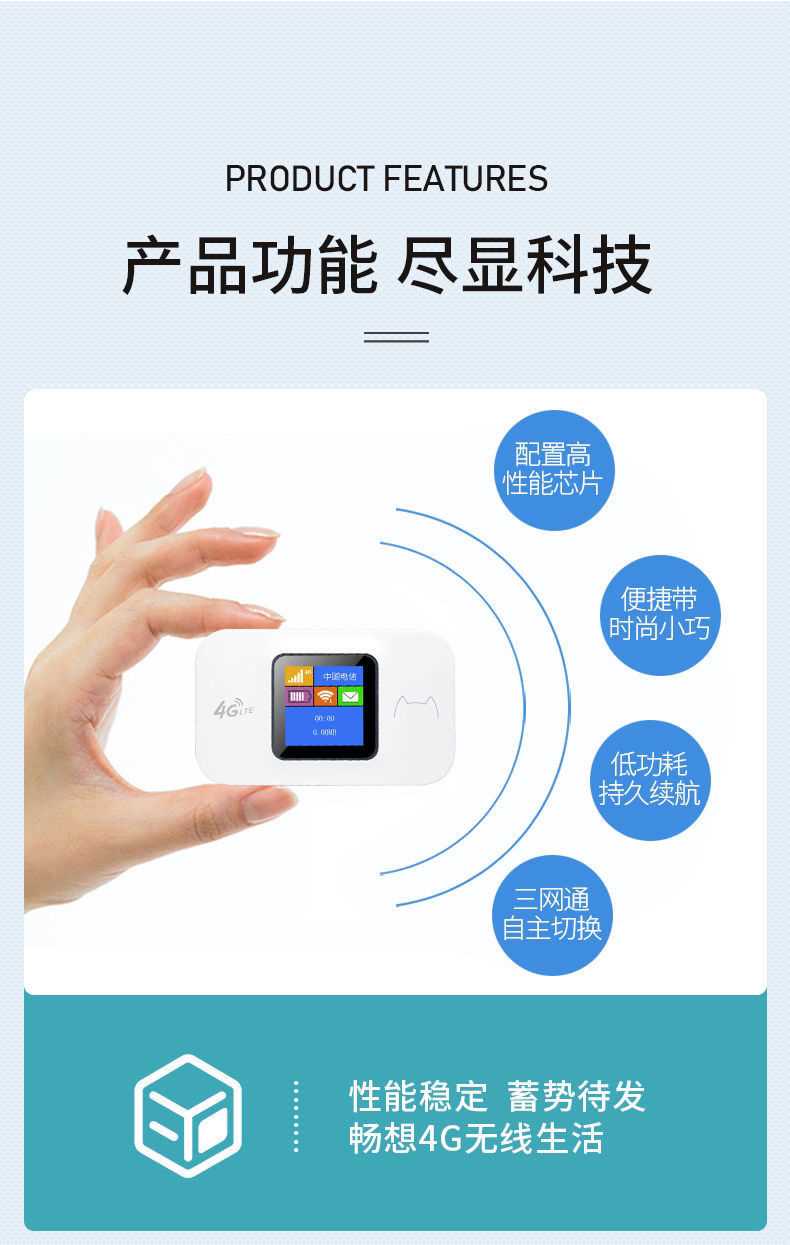 PRODUCT FEATURES
产品功能 尽显科技
配置高
性能芯片
便捷带
时尚小巧
4G LTE
中国电信
00:00
低功耗
持久续航
三网通
自主切换
性能稳定 蓄势待发
畅想4G无线生活